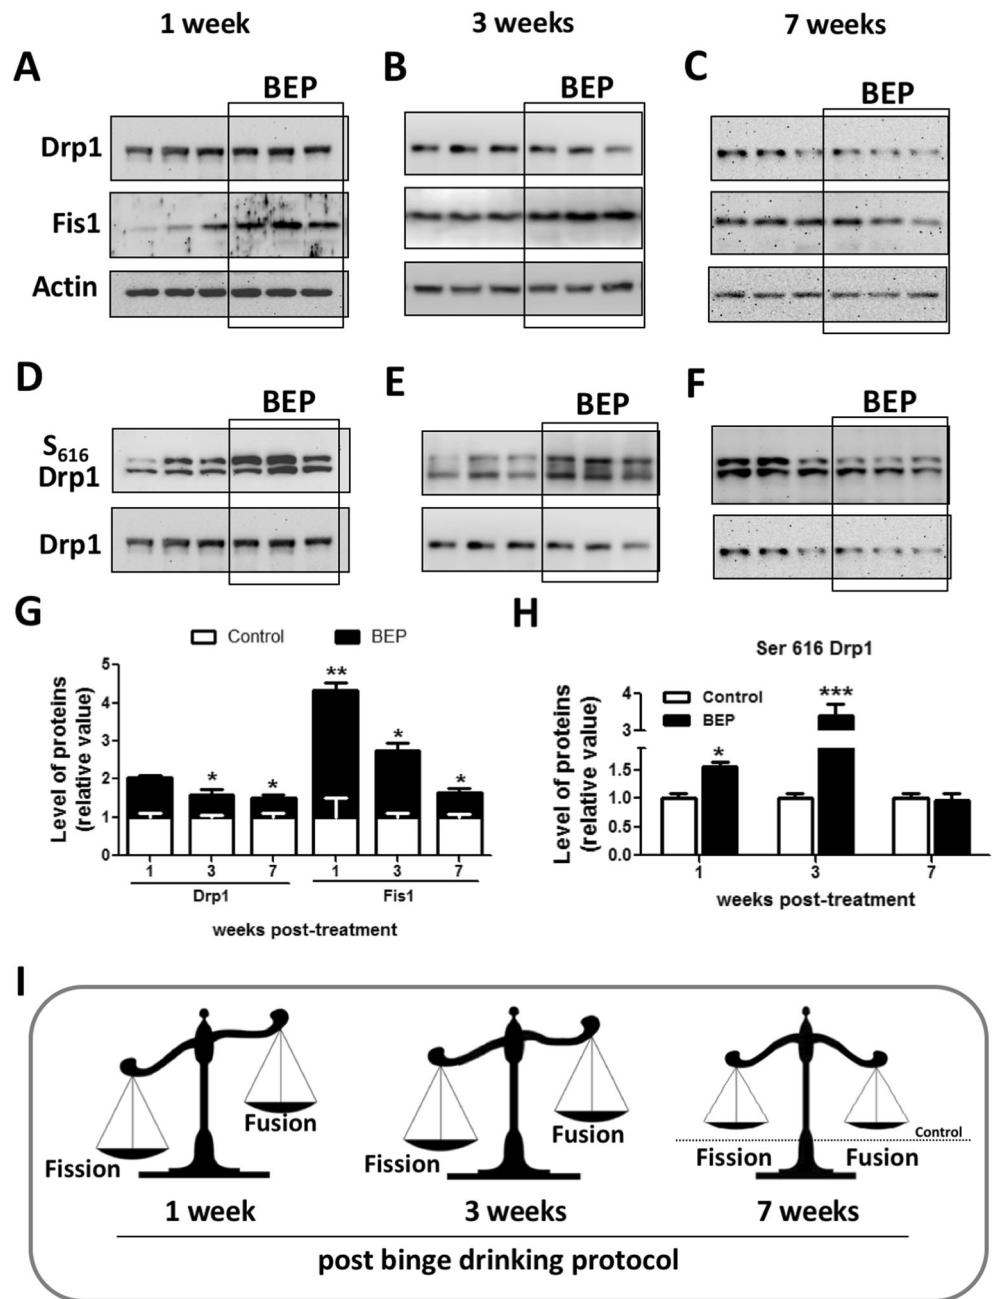 1 week
3 weeks
7 weeks
A
B
C
BEP
BEP
BEP
Drp1
Fis1
Actin
D
E
F
BEP
BEP
BEP
S616
Drp1
Drp1
G
H
Control
BEP
Level of proteins
(relative value)
5
4
3
2
1
0
**
*
*
*
*
1
3
7
1
3
7
Drp1
Fis1
weeks post-treatment
Ser 616 Drp1
Control
BEP
Level of proteins
(relative value)
4
3
1.5
1.0
0.5
0.0
*
***
1
3
7
weeks post-treatment
I
Fission
Fusion
Fission
Fusion
Control
Fission
Fusion
1 week
3 weeks
7 weeks
post binge drinking protocol